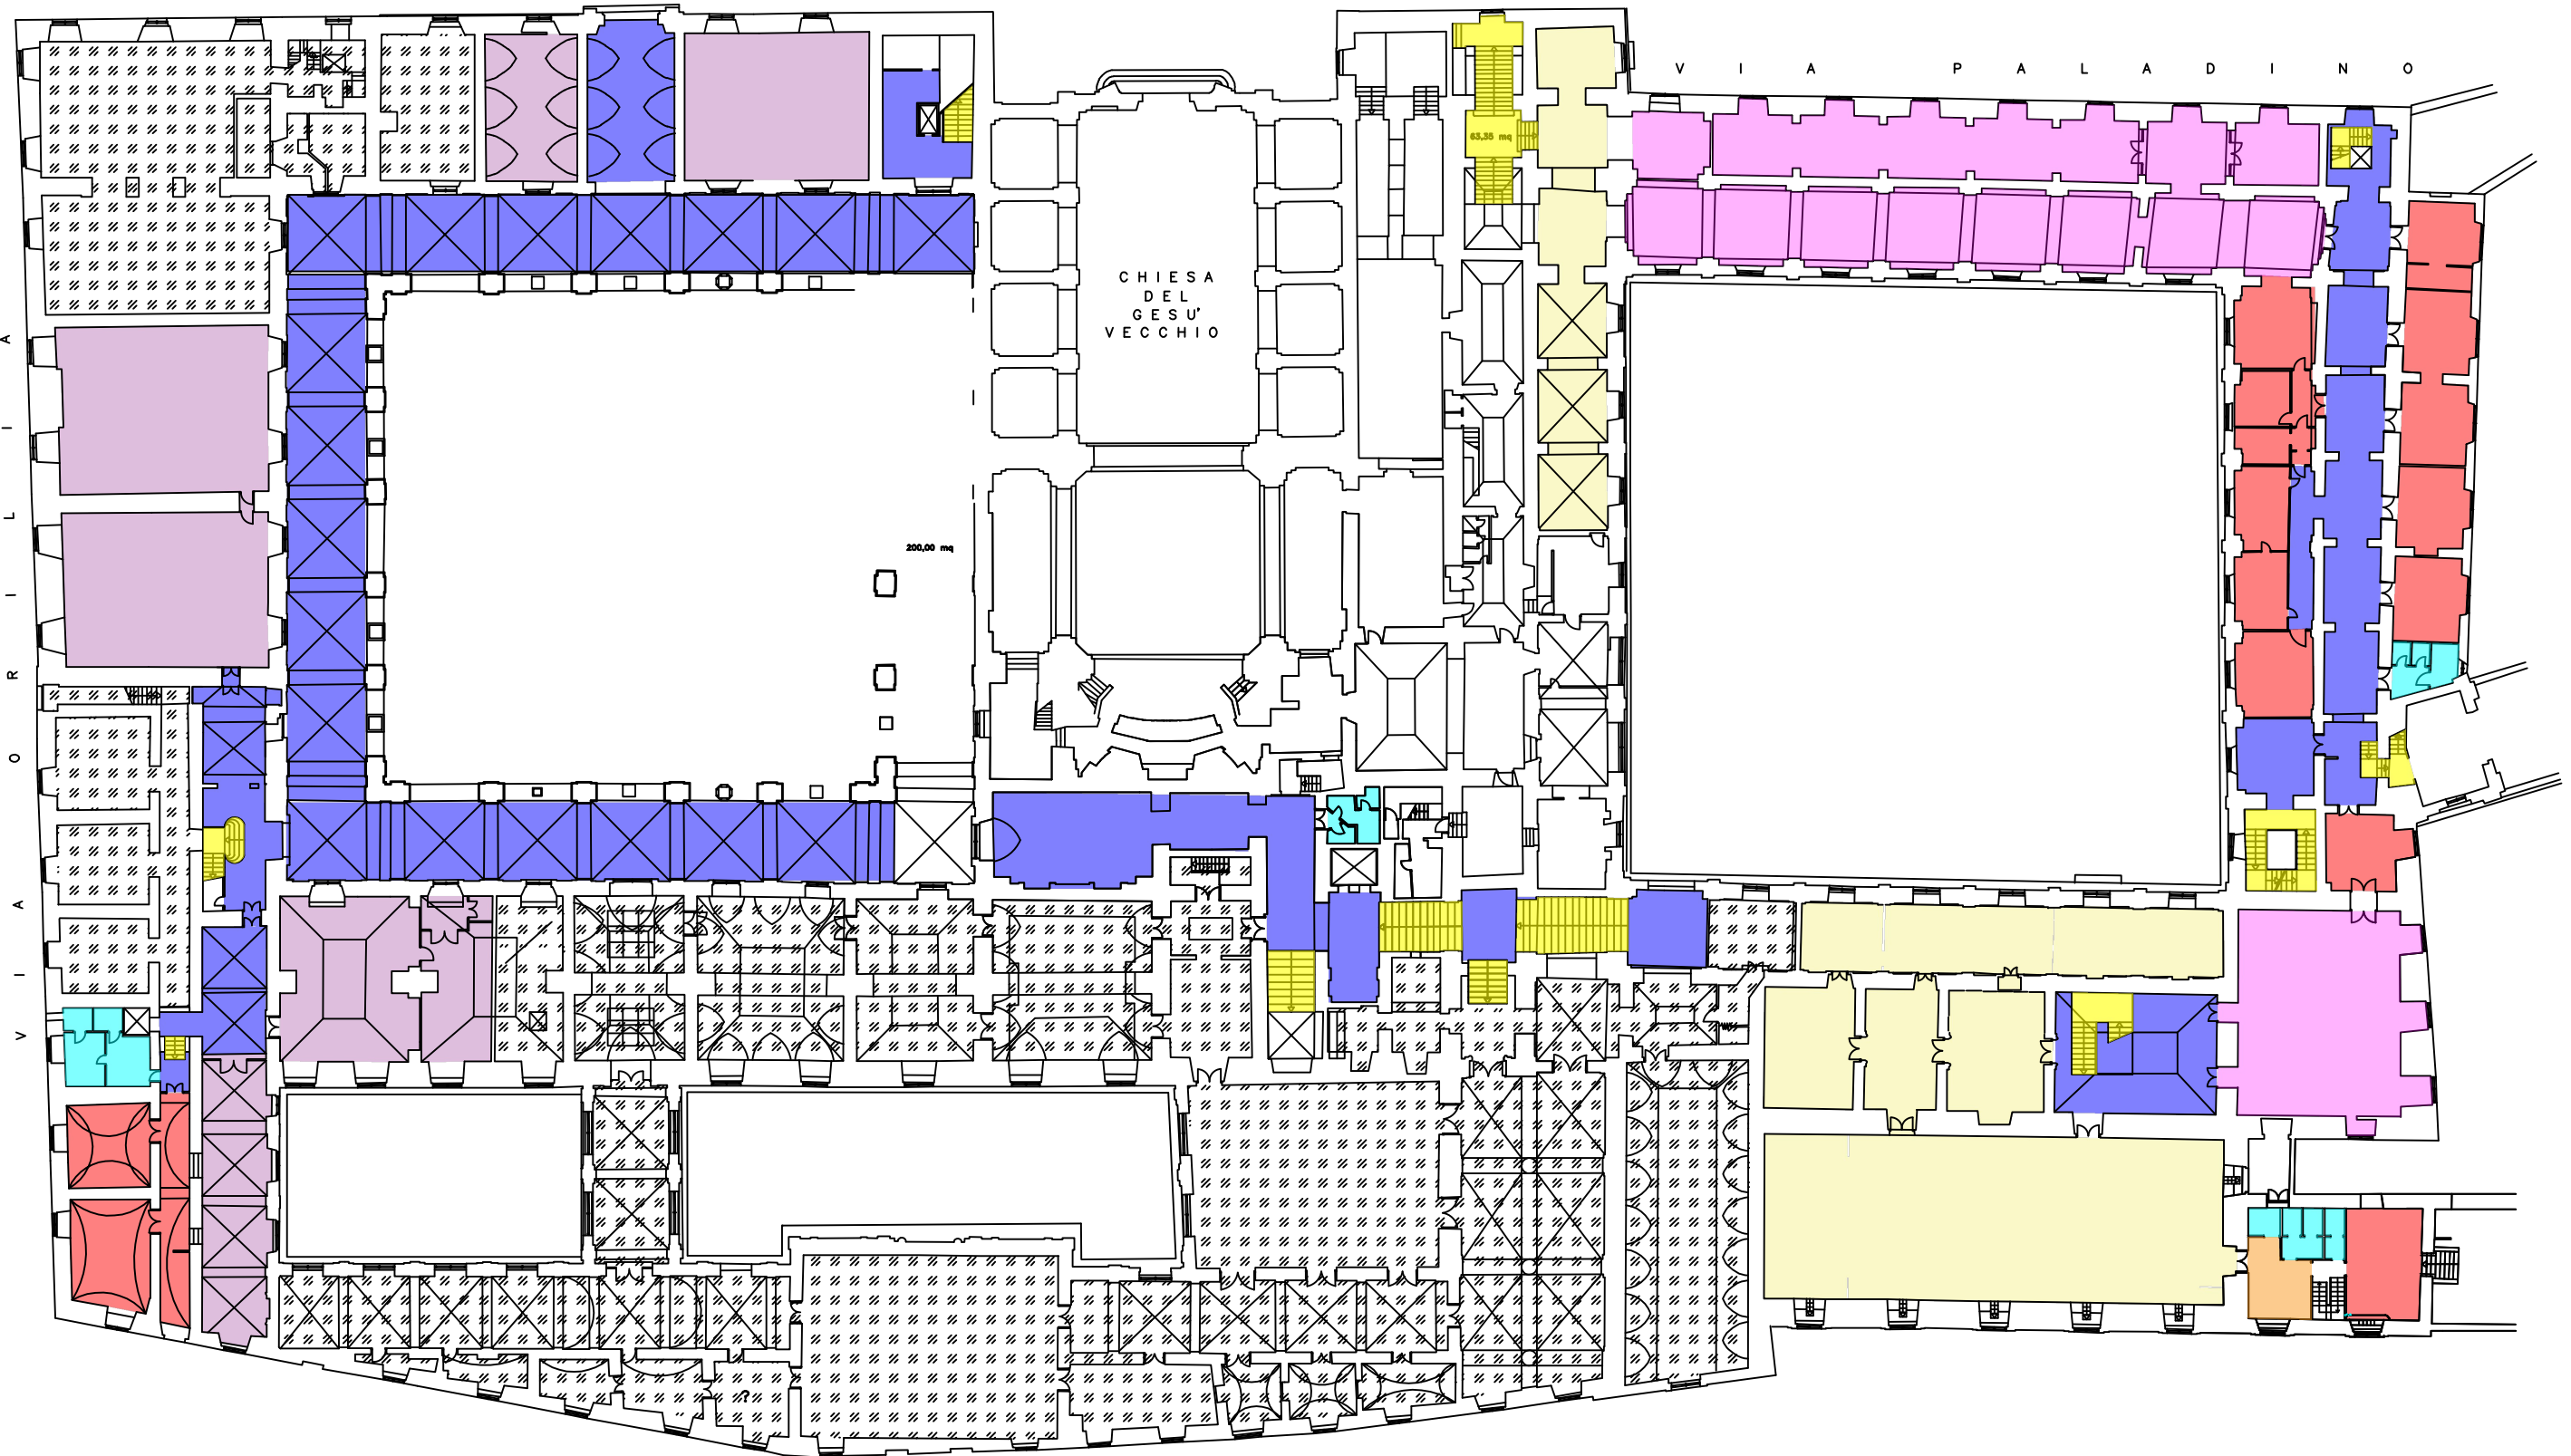 VIA PALADINO
63,35 mq
CHIESA
DEL
GESU'
VECCHIO
200,00 mq
VIA ORILIA
?